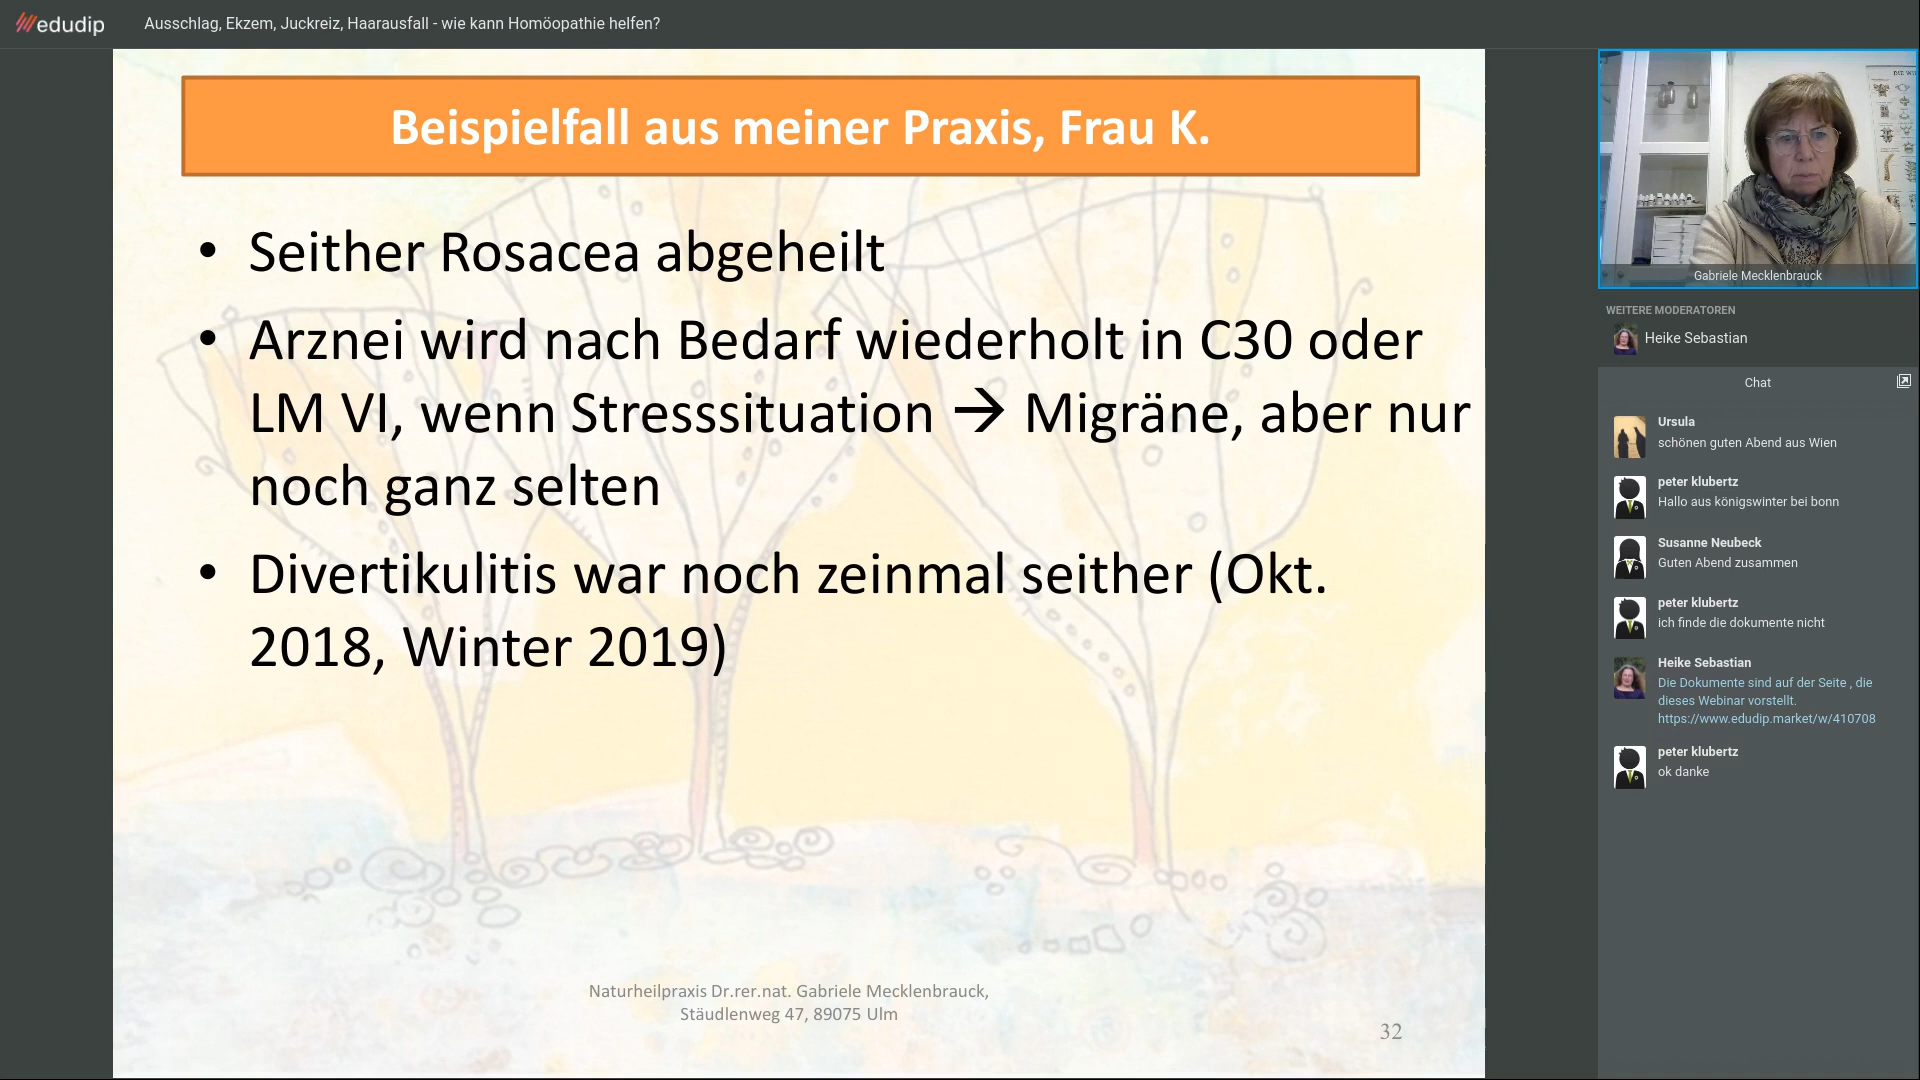 edudip
Ausschlag, Ekzem, Juckreiz, Haarausfall - wie kann Homöopathie helfen?
Beispielfall aus meiner Praxis, Frau K.
• Seither Rosacea abgeheilt
• Arznei wird nach Bedarf wiederholt in C30 oder
LM VI, wenn Stresssituation → Migräne, aber nur
noch ganz selten
• Divertikulitis war noch zeinmal seither (Okt.
2018, Winter 2019)
Naturheilpraxis Dr.rer.nat. Gabriele Mecklenbrauck,
Stäudlenweg 47, 89075 Ulm
32
Gabriele Mecklenbrauck
WEITERE MODERATOREN
Heike Sebastian
Chat
Ursula
schönen guten Abend aus Wien
peter klubertz
Hallo aus königswinter bei bonn
Susanne Neubeck
Guten Abend zusammen
peter klubertz
ich finde die dokumente nicht
Heike Sebastian
Die Dokumente sind auf der Seite , die
dieses Webinar vorstellt.
https://www.edudip.market/w/410708
peter klubertz
ok danke